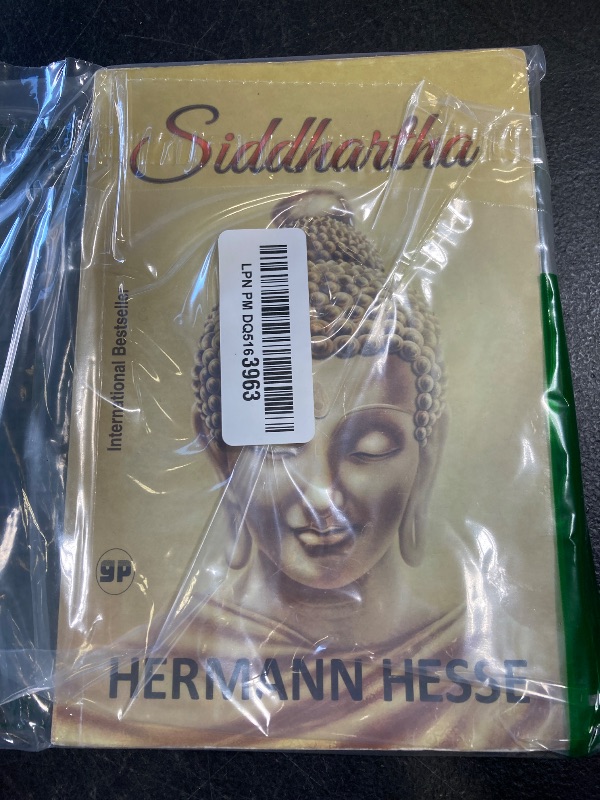 Siddhartha
LPN PM DQ5163963
International Bestseller
gp
HERMANN HESSE